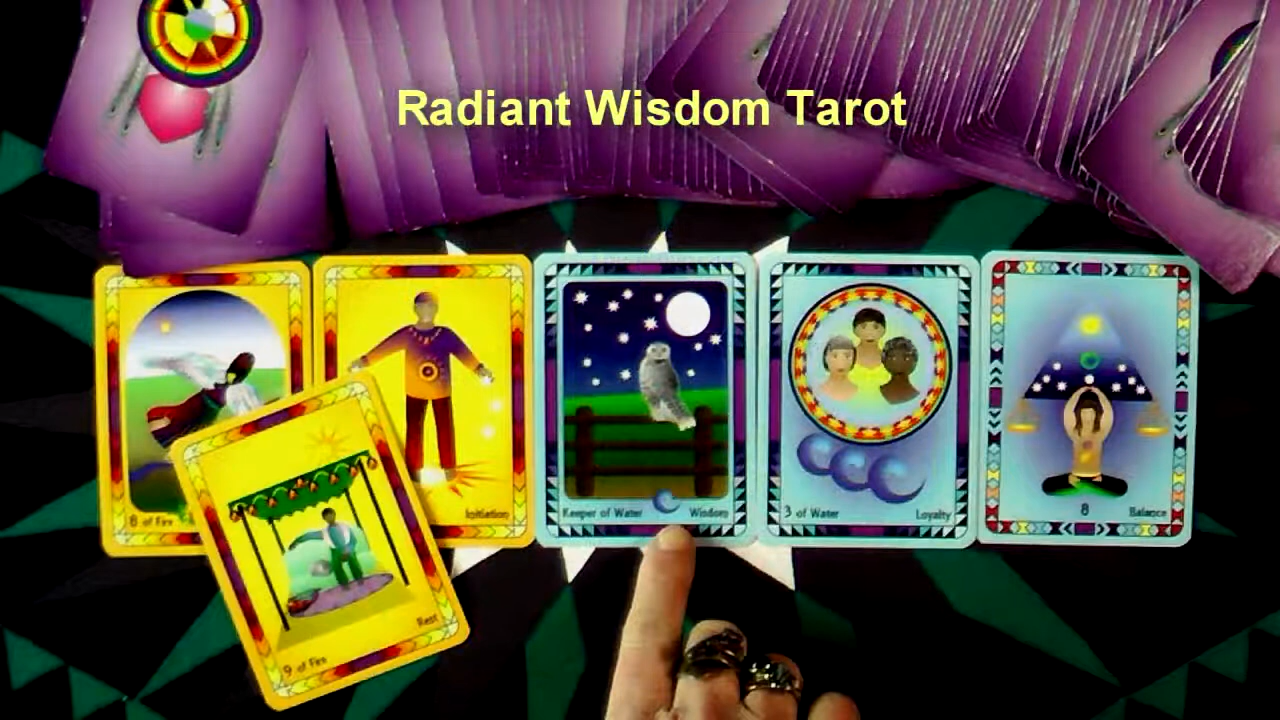 Radiant Wisdom Tarot
8 of Fire
Initiation
Keeper of Water Wisdom
3 of Water Loyalty
8 Balance
Rest
9 of Fire